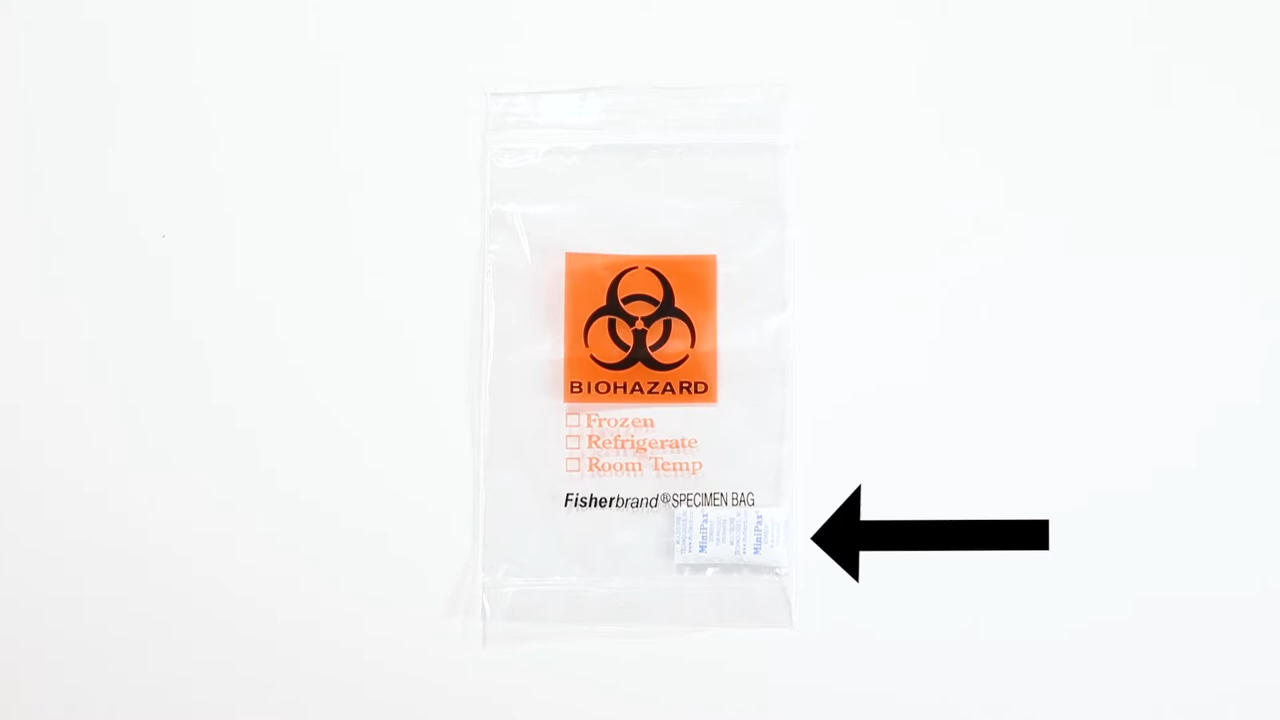 BIOHAZARD
☐ Frozen
☐ Refrigerate
☐ Room Temp
Fisherbrand® SPECIMEN BAG
MiniPax
MiniPax